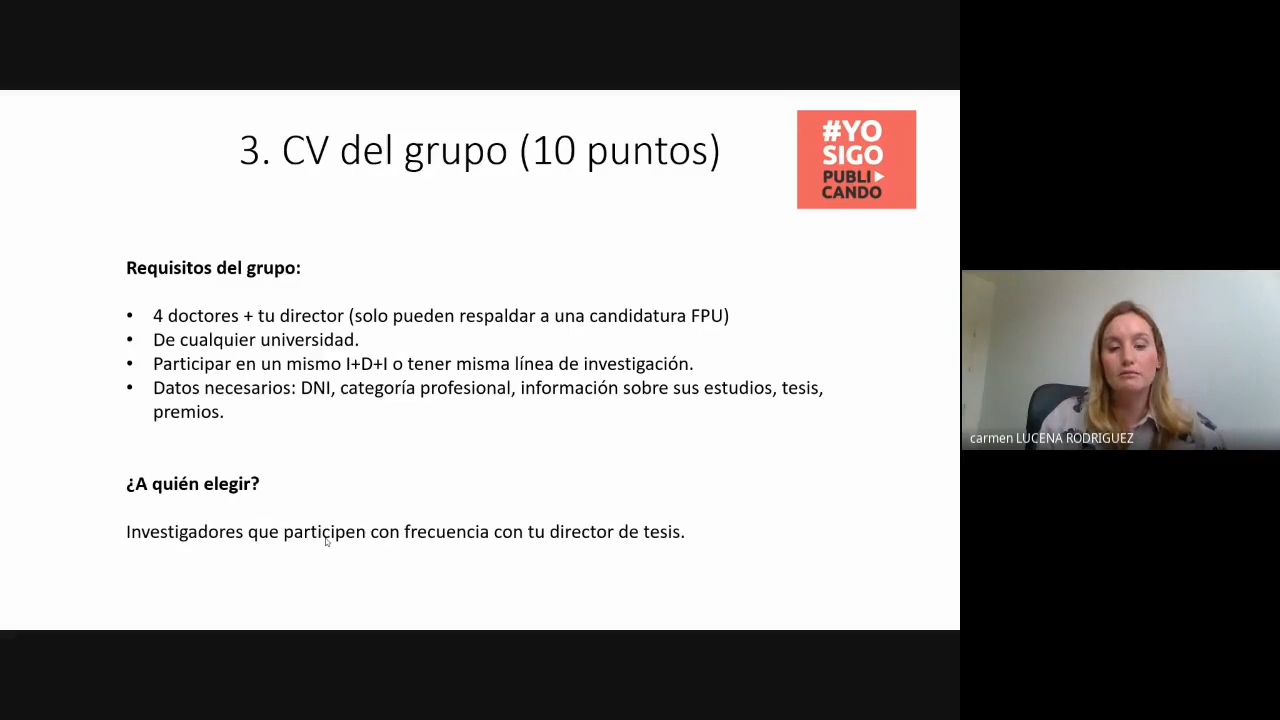 3. CV del grupo (10 puntos)
#YO
SIGO
PUBLI
CANDO
Requisitos del grupo:
• 4 doctores + tu director (solo pueden respaldar a una candidatura FPU)
• De cualquier universidad.
• Participar en un mismo I+D+I o tener misma línea de investigación.
• Datos necesarios: DNI, categoría profesional, información sobre sus estudios, tesis,
premios.
¿A quién elegir?
Investigadores que participen con frecuencia con tu director de tesis.
carmen LUCENA RODRIGUEZ